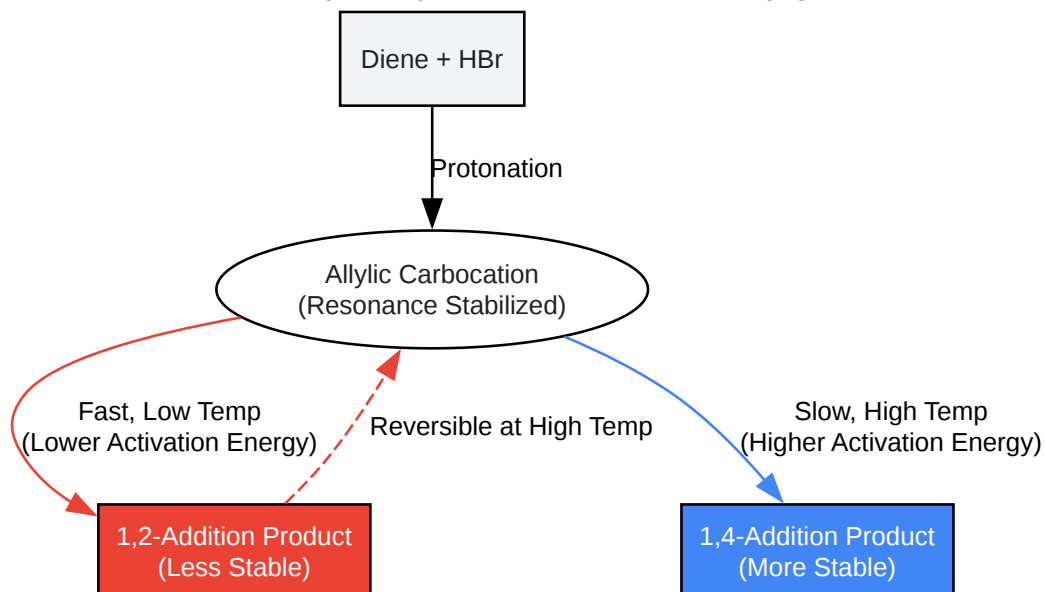 Diene + HBr
Protonation
Allylic Carbocation
(Resonance Stabilized)
Fast, Low Temp
(Lower Activation Energy)
Reversible at High Temp
Slow, High Temp
(Higher Activation Energy)
1,2-Addition Product
(Less Stable)
1,4-Addition Product
(More Stable)